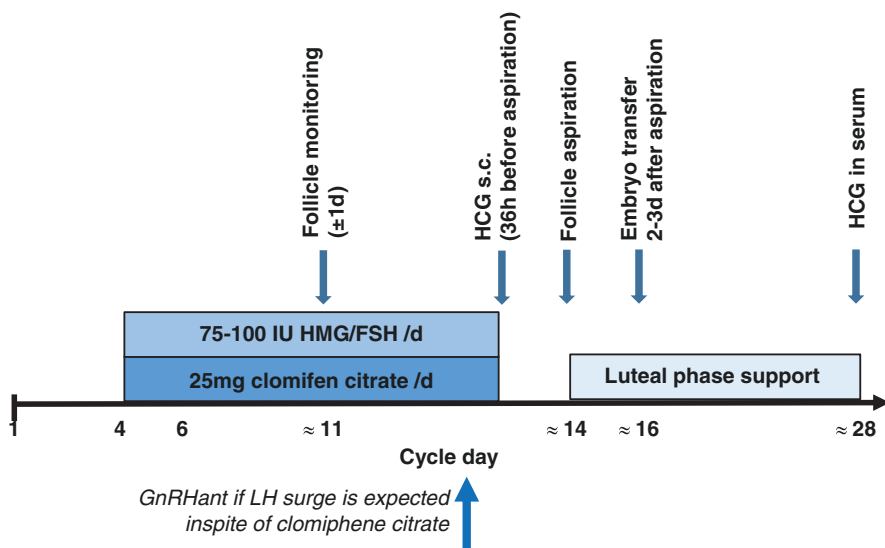 Follicle monitoring
(±1d)
HCG s.c.
(36h before aspiration)
Follicle aspiration
Embryo transfer
2-3d after aspiration
HCG in serum
75-100 IU HMG/FSH /d
25mg clomifen citrate /d
Luteal phase support
1 4 6 ≈ 11 ≈ 14 ≈ 16 ≈ 28
Cycle day
GnRHant if LH surge is expected
inspite of clomiphene citrate